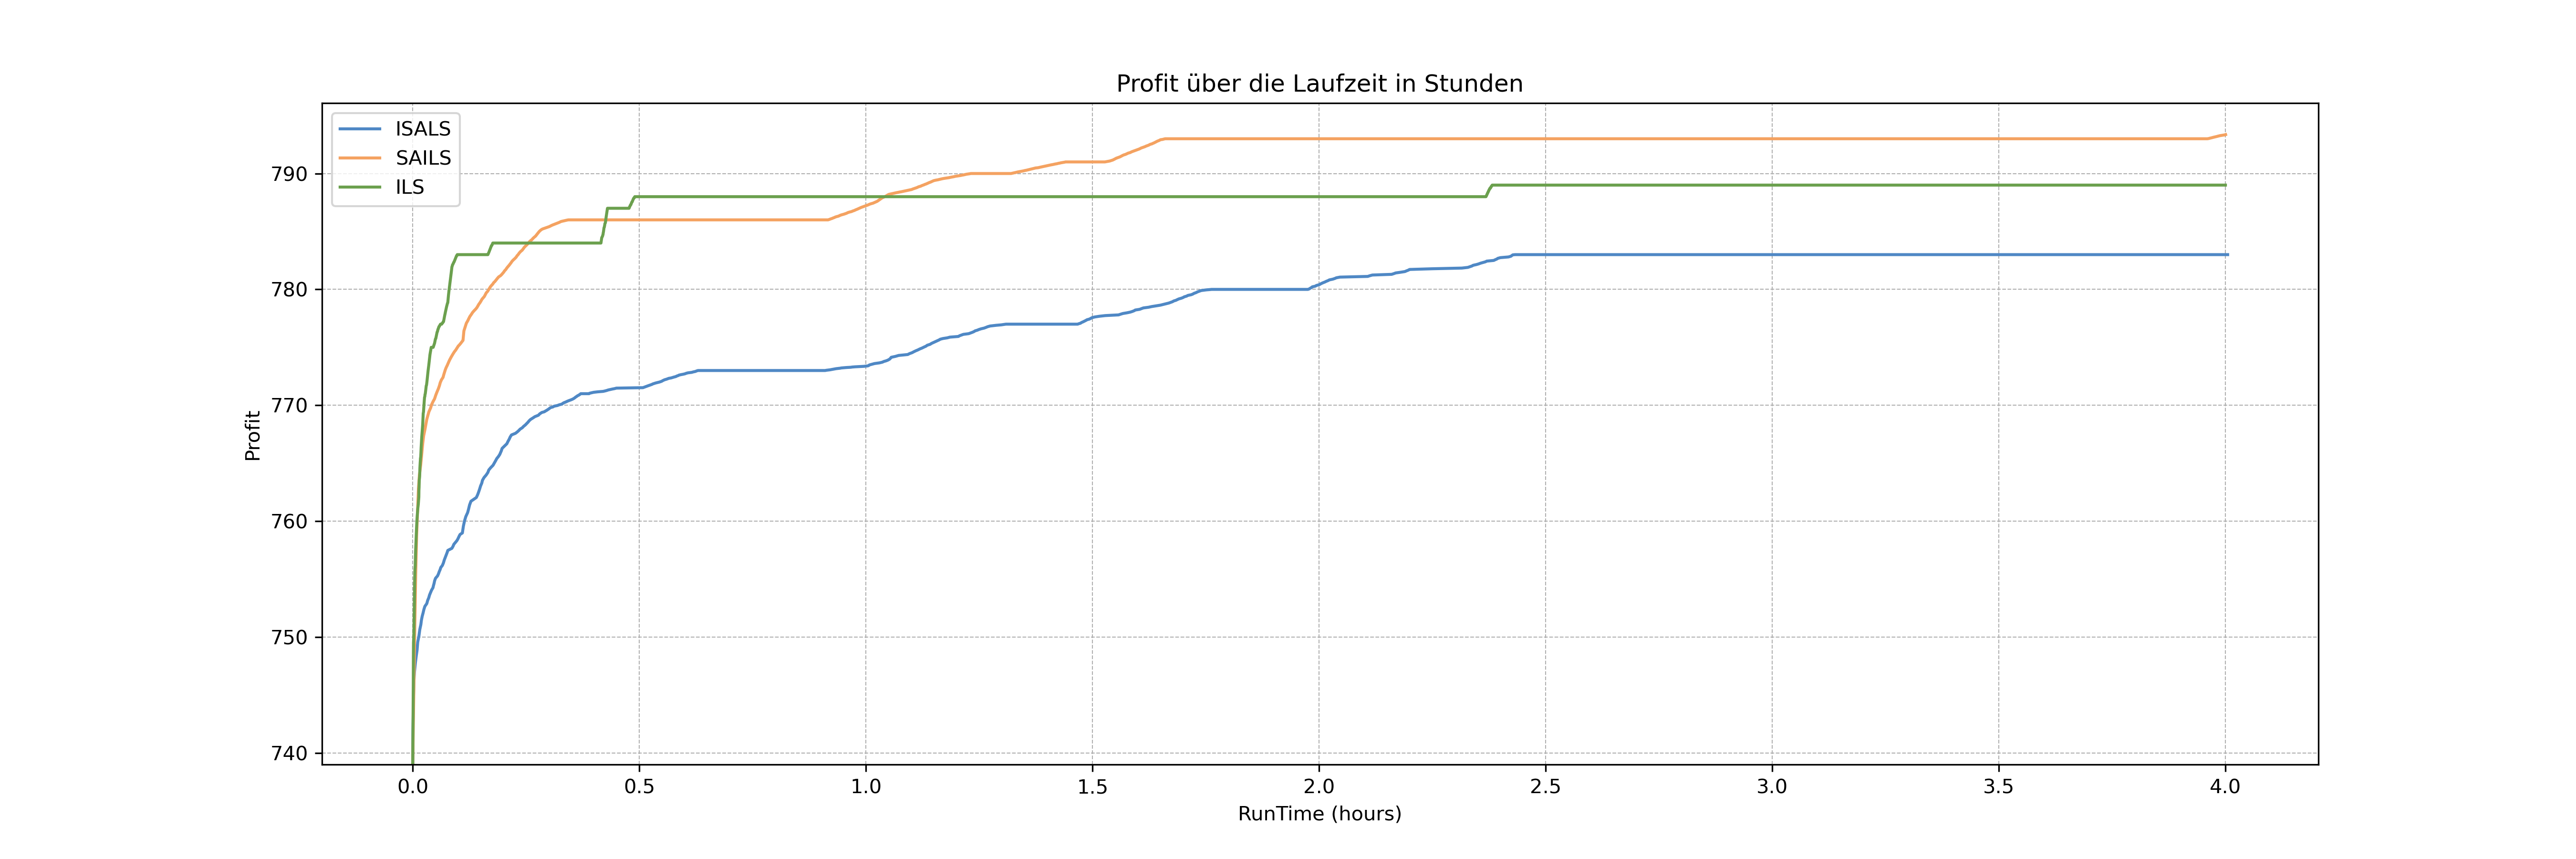 Profit über die Laufzeit in Stunden
ISALS
SAILS
ILS
790
780
770
760
750
740
Profit
0.0 0.5 1.0 1.5 2.0 2.5 3.0 3.5 4.0
RunTime (hours)